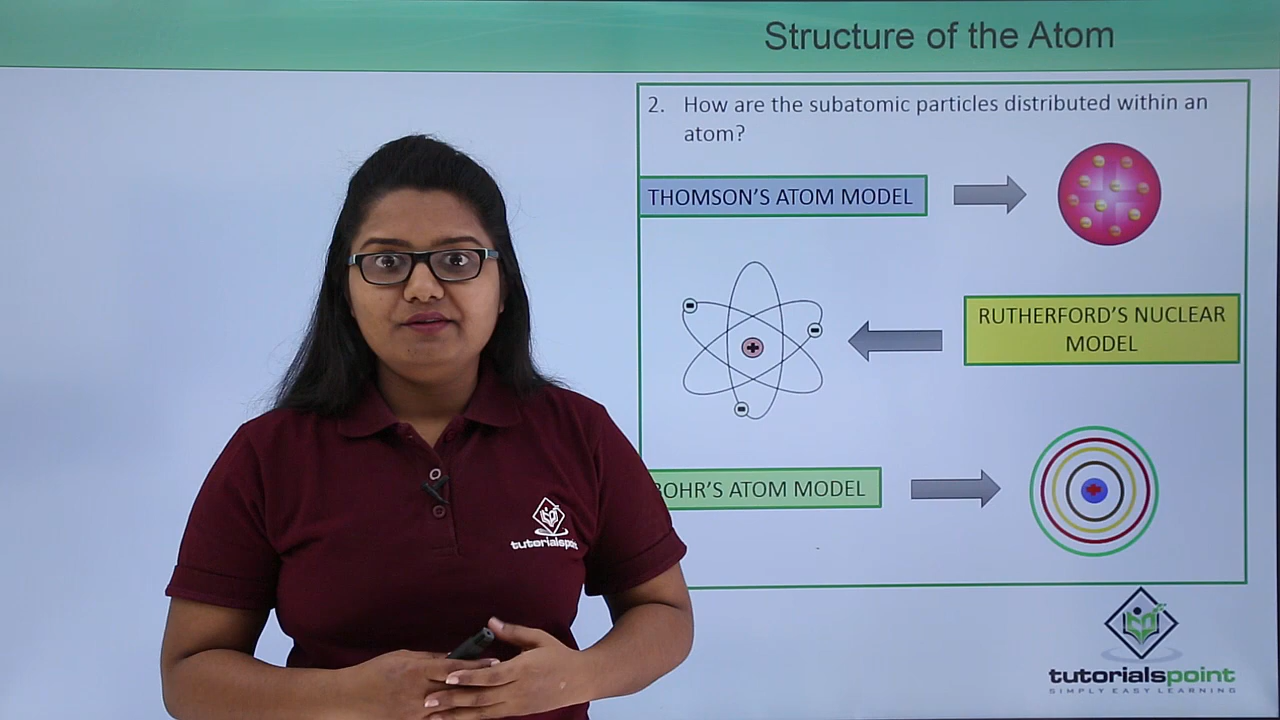 Structure of the Atom
2. How are the subatomic particles distributed within an
atom?
THOMSON'S ATOM MODEL
RUTHERFORD'S NUCLEAR
MODEL
BOHR'S ATOM MODEL
tutorialspoint
tutorialspoint
SIMPLY EASY LEARNING